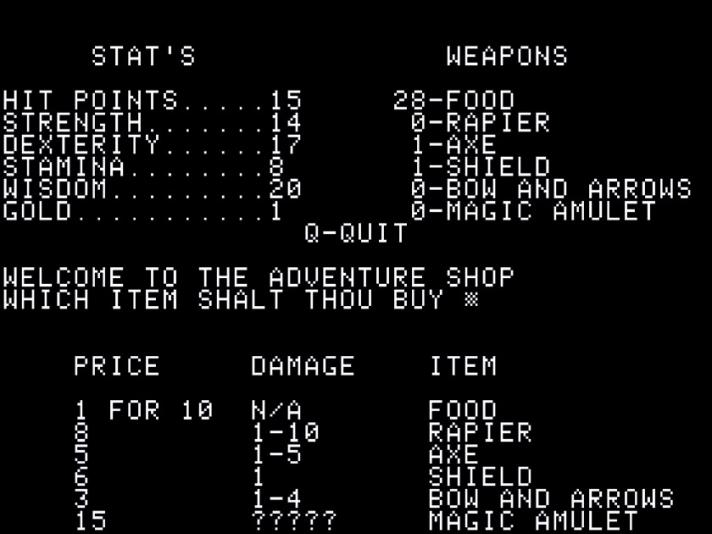 STAT'S WEAPONS
HIT POINTS.....15 28-FOOD
STRENGTH.......14 0-RAPIER
DEXTERITY......17 1-AXE
STAMINA........8 1-SHIELD
WISDOM.........20 0-BOW AND ARROWS
GOLD...........1 0-MAGIC AMULET
Q-QUIT
WELCOME TO THE ADVENTURE SHOP
WHICH ITEM SHALT THOU BUY
PRICE DAMAGE ITEM
1 FOR 10 N/A FOOD
8 1-10 RAPIER
5 1-5 AXE
6 1 SHIELD
3 1-4 BOW AND ARROWS
15 ????? MAGIC AMULET